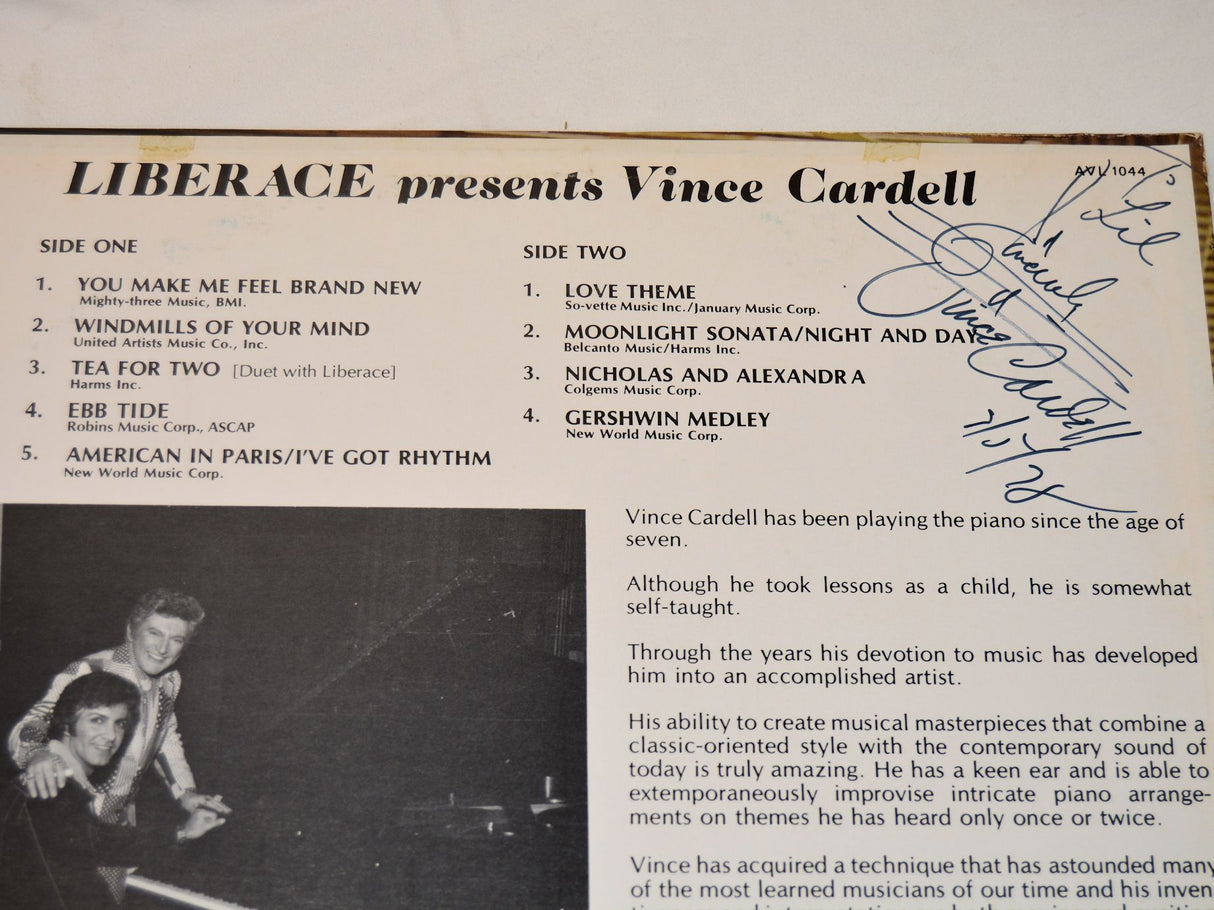 LIBERACE presents Vince Cardell
AVL 1044
To
Lil
Sincerely
Vince Cardell
SIDE ONE
1. YOU MAKE ME FEEL BRAND NEW
Mighty-three Music, BMI.
2. WINDMILLS OF YOUR MIND
United Artists Music Co., Inc.
3. TEA FOR TWO [Duet with Liberace]
Harms Inc.
4. EBB TIDE
Robins Music Corp., ASCAP
5. AMERICAN IN PARIS/I'VE GOT RHYTHM
New World Music Corp.
SIDE TWO
1. LOVE THEME
So-vette Music Inc./January Music Corp.
2. MOONLIGHT SONATA/NIGHT AND DAY
Belcanto Music/Harms Inc.
3. NICHOLAS AND ALEXANDRA
Colgems Music Corp.
4. GERSHWIN MEDLEY
New World Music Corp.
Vince Cardell has been playing the piano since the age of
seven.
Although he took lessons as a child, he is somewhat
self-taught.
Through the years his devotion to music has developed
him into an accomplished artist.
His ability to create musical masterpieces that combine a
classic-oriented style with the contemporary sound of
today is truly amazing. He has a keen ear and is able to
extemporaneously improvise intricate piano arrange-
ments on themes he has heard only once or twice.
Vince has acquired a technique that has astounded many
of the most learned musicians of our time and his inven